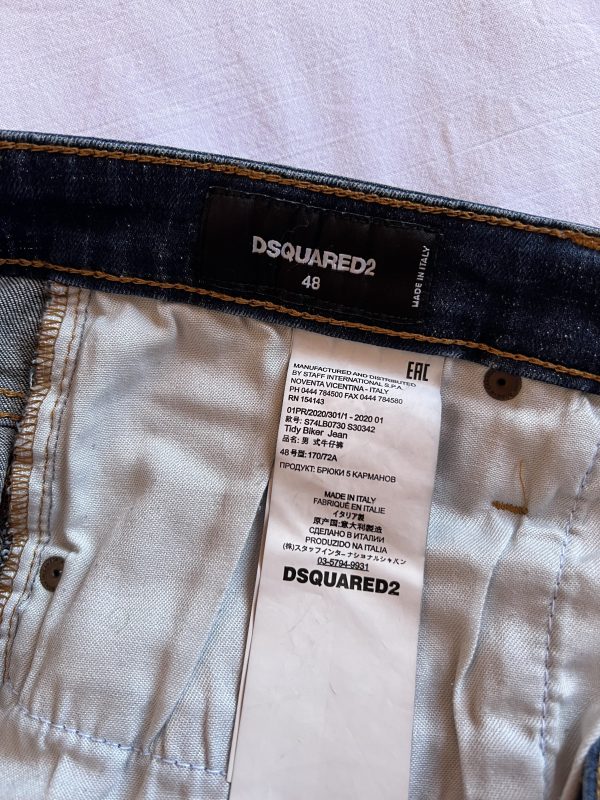 DSQUARED2
48
MADE IN ITALY
EAC
MANUFACTURED AND DISTRIBUTED
BY STAFF INTERNATIONAL S.P.A.
NOVENTA VICENTINA - ITALY
PH 0444 784500 FAX 0444 784580
RN 154143
01PR/2020/301/1 - 2020 01
款号: S74LB0730 S30342
Tidy Biker Jean
品名: 男 式牛仔裤
48 号型: 170/72A
ПРОДУКТ: БРЮКИ 5 КАРМАНОВ
MADE IN ITALY
FABRIQUÉ EN ITALIE
イタリア製
原产国:意大利製造
СДЕЛАНО В ИТАЛИИ
PRODUZIDO NA ITALIA
(株)スタッフインターナショナルジャパン
03-5794-9931
DSQUARED2